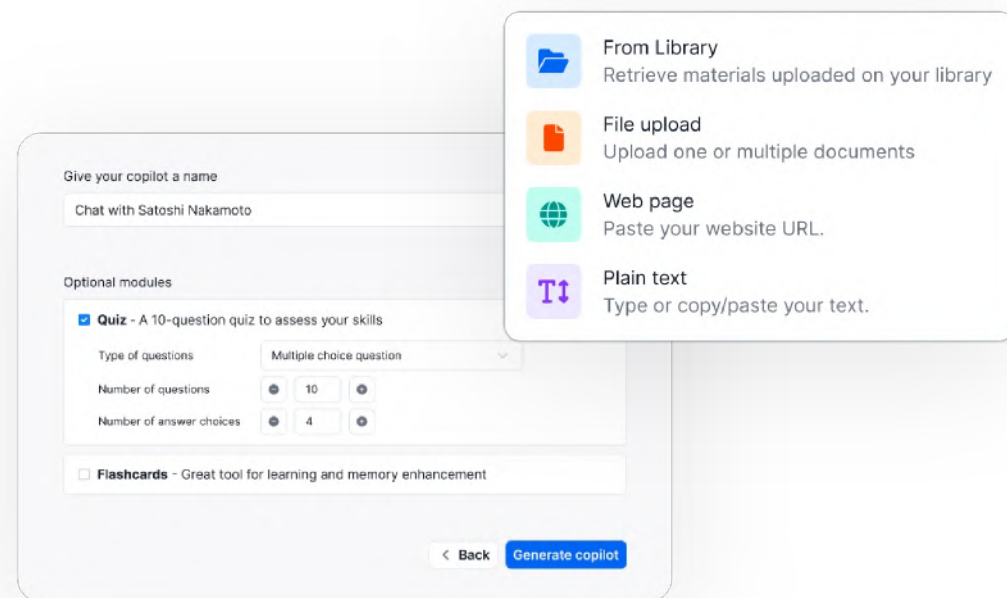 From Library
Retrieve materials uploaded on your library
File upload
Upload one or multiple documents
Web page
Paste your website URL.
Plain text
Type or copy/paste your text.
Give your copilot a name
Chat with Satoshi Nakamoto
Optional modules
Quiz - A 10-question quiz to assess your skills
Type of questions Multiple choice question
Number of questions 10
Number of answer choices 4
Flashcards - Great tool for learning and memory enhancement
< Back Generate copilot